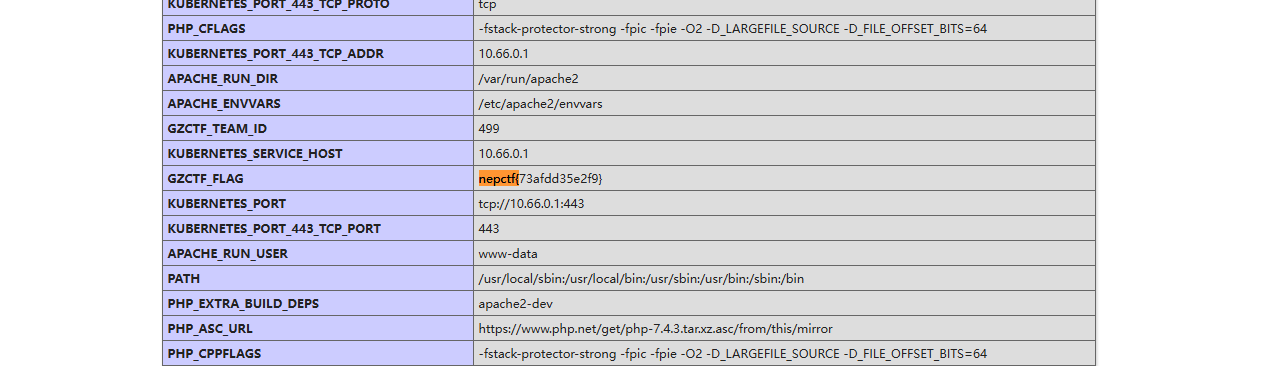 KUBERNETES_PORT_443_TCP_PROTO tcp
PHP_CFLAGS -fstack-protector-strong -fpic -fpie -O2 -D_LARGEFILE_SOURCE -D_FILE_OFFSET_BITS=64
KUBERNETES_PORT_443_TCP_ADDR 10.66.0.1
APACHE_RUN_DIR /var/run/apache2
APACHE_ENVVARS /etc/apache2/envvars
GZCTF_TEAM_ID 499
KUBERNETES_SERVICE_HOST 10.66.0.1
GZCTF_FLAG nepctf{73afdd35e2f9}
KUBERNETES_PORT tcp://10.66.0.1:443
KUBERNETES_PORT_443_TCP_PORT 443
APACHE_RUN_USER www-data
PATH /usr/local/sbin:/usr/local/bin:/usr/sbin:/usr/bin:/sbin:/bin
PHP_EXTRA_BUILD_DEPS apache2-dev
PHP_ASC_URL https://www.php.net/get/php-7.4.3.tar.xz.asc/from/this/mirror
PHP_CPPFLAGS -fstack-protector-strong -fpic -fpie -O2 -D_LARGEFILE_SOURCE -D_FILE_OFFSET_BITS=64